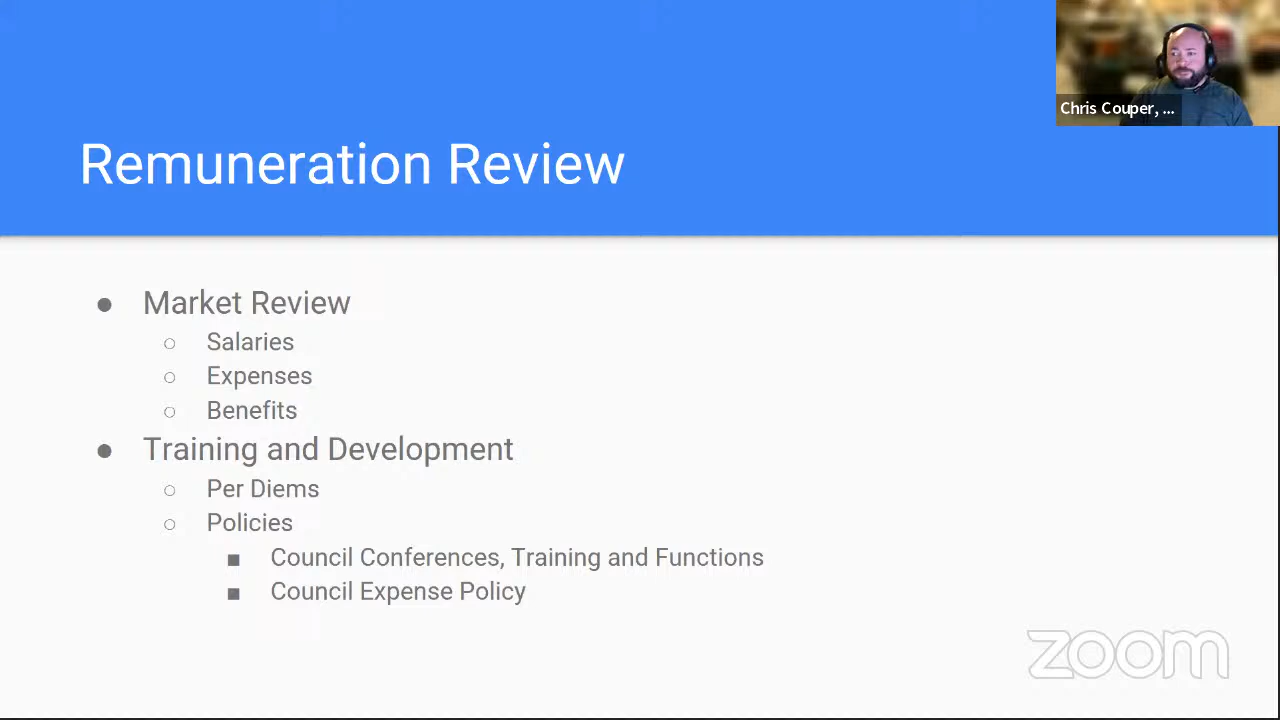 Chris Couper, ...
Remuneration Review
● Market Review
○ Salaries
○ Expenses
○ Benefits
● Training and Development
○ Per Diems
○ Policies
■ Council Conferences, Training and Functions
■ Council Expense Policy
zoom